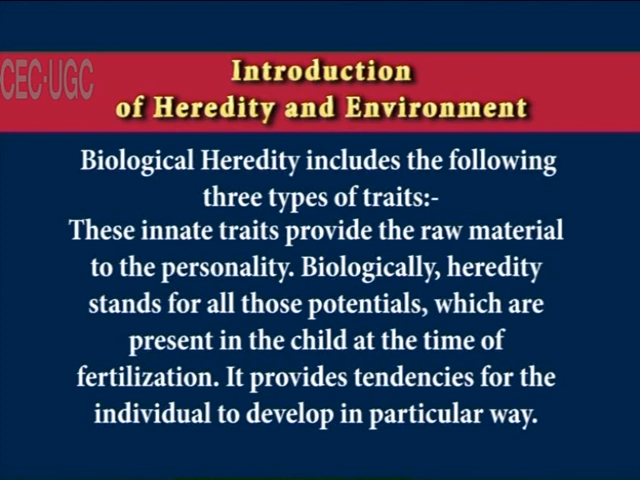 CEC-UGC
Introduction
of Heredity and Environment
Biological Heredity includes the following
three types of traits:-
These innate traits provide the raw material
to the personality. Biologically, heredity
stands for all those potentials, which are
present in the child at the time of
fertilization. It provides tendencies for the
individual to develop in particular way.